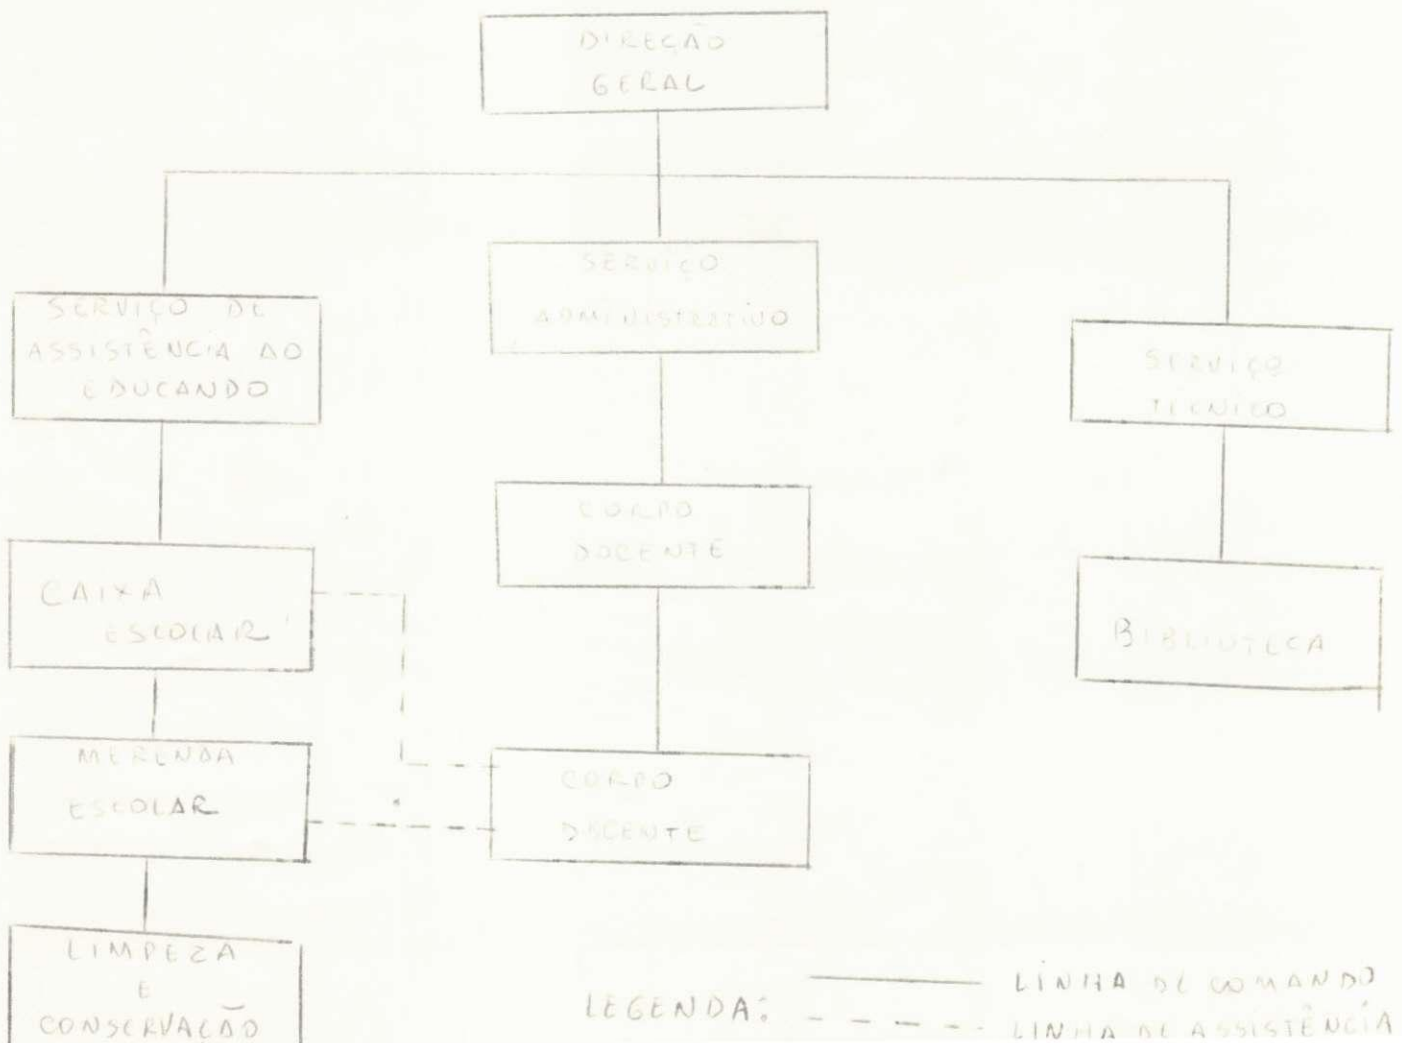 DIREÇÃO
GERAL
SERVIÇO DE
ASSISTÊNCIA AO
EDUCANDO
SERVIÇO
ADMINISTRATIVO
SERVIÇO
TÉCNICO
CORPO
DOCENTE
CAIXA
ESCOLAR
BIBLIOTECA
MERENDA
ESCOLAR
CORPO
DISCENTE
LIMPEZA
E
CONSERVAÇÃO
LEGENDA:
LINHA DE COMANDO
LINHA DE ASSISTÊNCIA